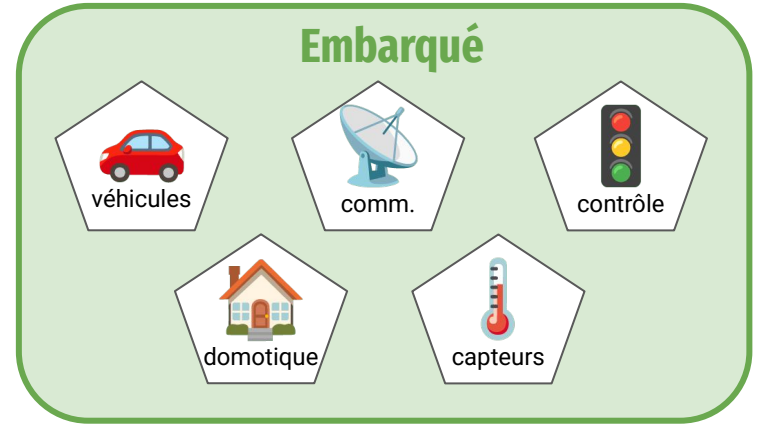 Embarqué
véhicules
comm.
contrôle
domotique
capteurs